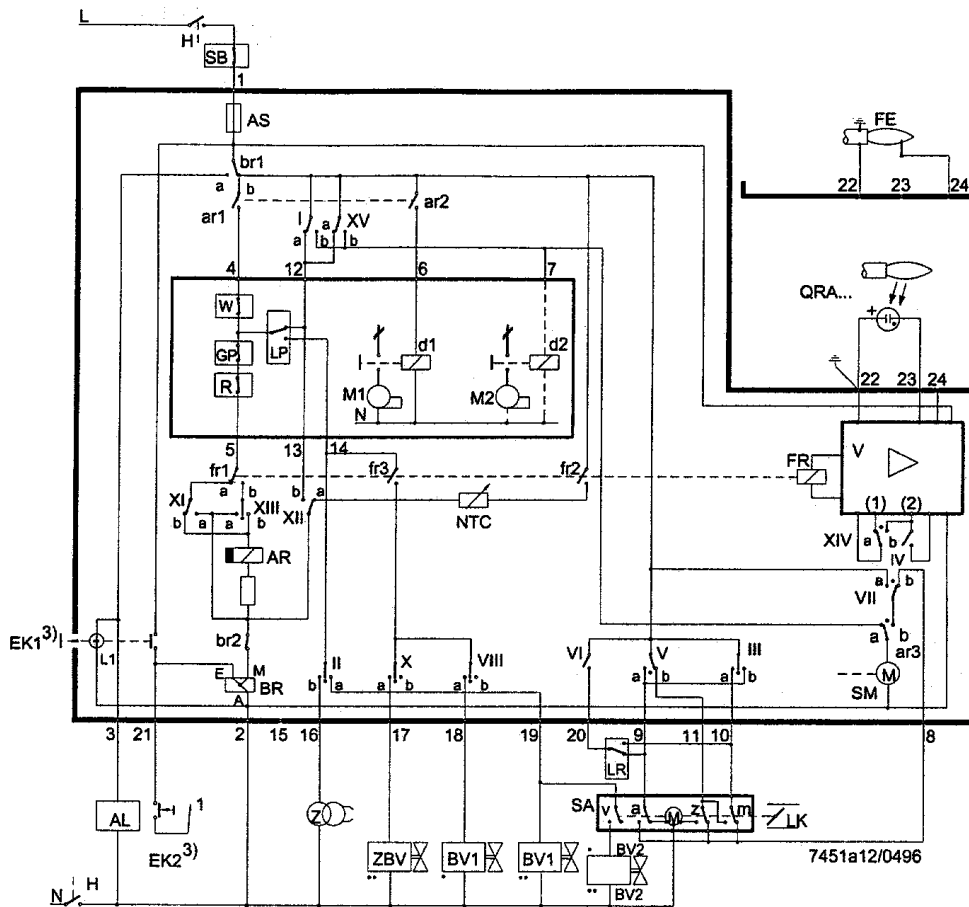 L
H
SB
1
AS
FE
br1
22 23 24
a b
ar1
ar2
I a XV
a b b
4 12 6 7
QRA...
+
W
LP
GP
R
d1
d2
M1
M2
N
22 23 24
V
5 13 14
fr1
fr3
fr2
FR
XI
a b
XIII
a
XII
b a a b
b
NTC
(1) (2)
XIV a b
IV
AR
a b
VII
EK1 3)
L1
br2
a b
ar3
E M
BR
A
II
X
VIII
VI
V
III
M
SM
b a
a b
a b
a b
a b
3 21 2 15 16 17 18 19 20 9 11 10 8
LR
SA
v a M z m
LK
AL
1
EK2 3)
Z
ZBV
BV1
BV1
BV2
BV2
7451a12/0496
N H